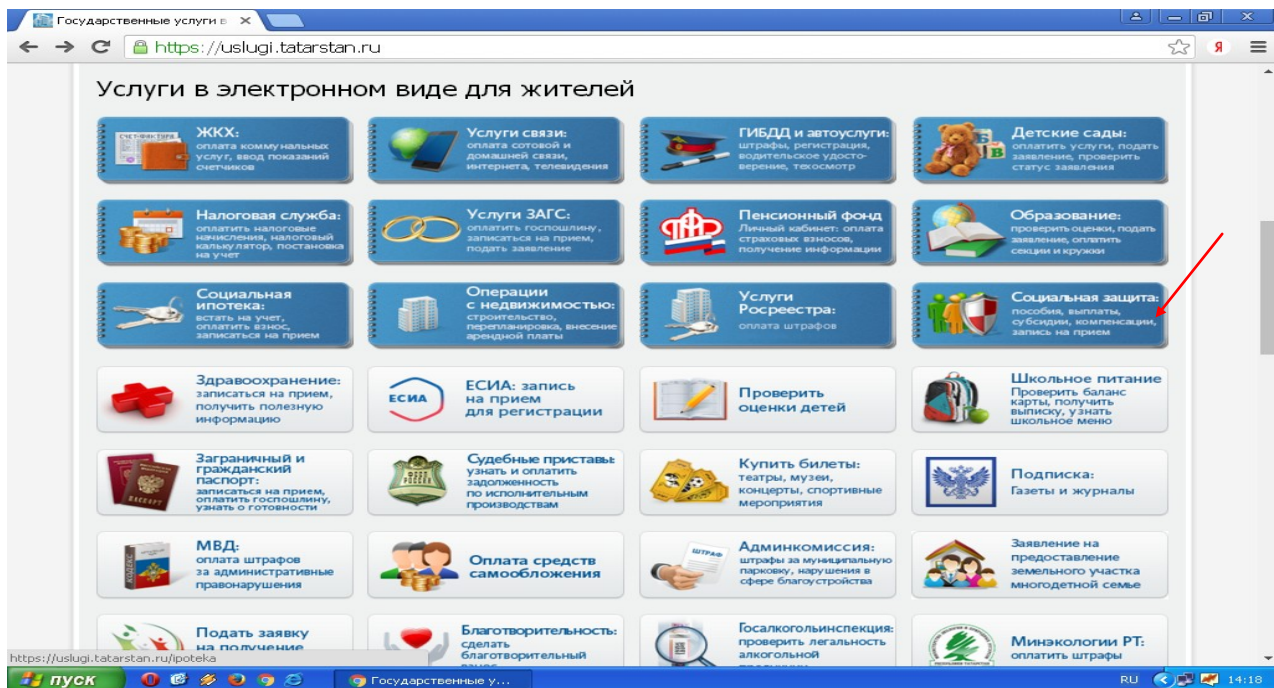 Государственные услуги в
https://uslugi.tatarstan.ru
Я
Услуги в электронном виде для жителей
ЖКХ:
оплата коммунальных
услуг, ввод показаний
счетчиков
Услуги связи:
оплата сотовой и
домашней связи,
интернета, телевидения
ГИБДД и автоуслуги:
штрафы, регистрация,
водительское удосто-
верение, техосмотр
Детские сады:
оплатить услуги, подать
заявление, проверить
статус заявления
Налоговая служба:
оплатить налоговые
начисления, налоговый
калькулятор, постановка
на учет
Услуги ЗАГС:
оплатить госпошлину,
записаться на прием,
подать заявление
Пенсионный фонд
Личный кабинет: оплата
страховых взносов,
получение информации
Образование:
проверить оценки, подать
заявление, оплатить
секции и кружки
Социальная
ипотека:
встать на учет,
оплатить взнос,
записаться на прием
Операции
с недвижимостью:
строительство,
перепланировка, внесение
арендной платы
Услуги
Росреестра:
оплата штрафов
Социальная защита:
пособия, выплаты,
субсидии, компенсации,
запись на прием
Здравоохранение:
записаться на прием,
получить полезную
информацию
ЕСИА
ЕСИА: запись
на прием
для регистрации
Проверить
оценки детей
Школьное питание
Проверить баланс
карты, получить
выписку, узнать
школьное меню
Заграничный и
гражданский
паспорт:
записаться на прием,
оплатить госпошлину,
узнать о готовности
Судебные приставы:
узнать и оплатить
задолженность
по исполнительным
производствам
Купить билеты:
театры, музеи,
концерты, спортивные
мероприятия
Подписка:
Газеты и журналы
КОДЕКС
МВД:
оплата штрафов
за административные
правонарушения
Оплата средств
самообложения
ШТРАФ
Админкомиссия:
штрафы за муниципальную
парковку, нарушения в
сфере благоустройства
Заявление на
предоставление
земельного участка
многодетной семье
Подать заявку
на получение
Благотворительность:
сделать
благотворительный
взнос
Госалкогольинспекция:
проверить легальность
алкогольной
продукции
Минэкологии РТ:
оплатить штрафы
https://uslugi.tatarstan.ru/ipoteka
пуск
Государственные у...
RU
14:18